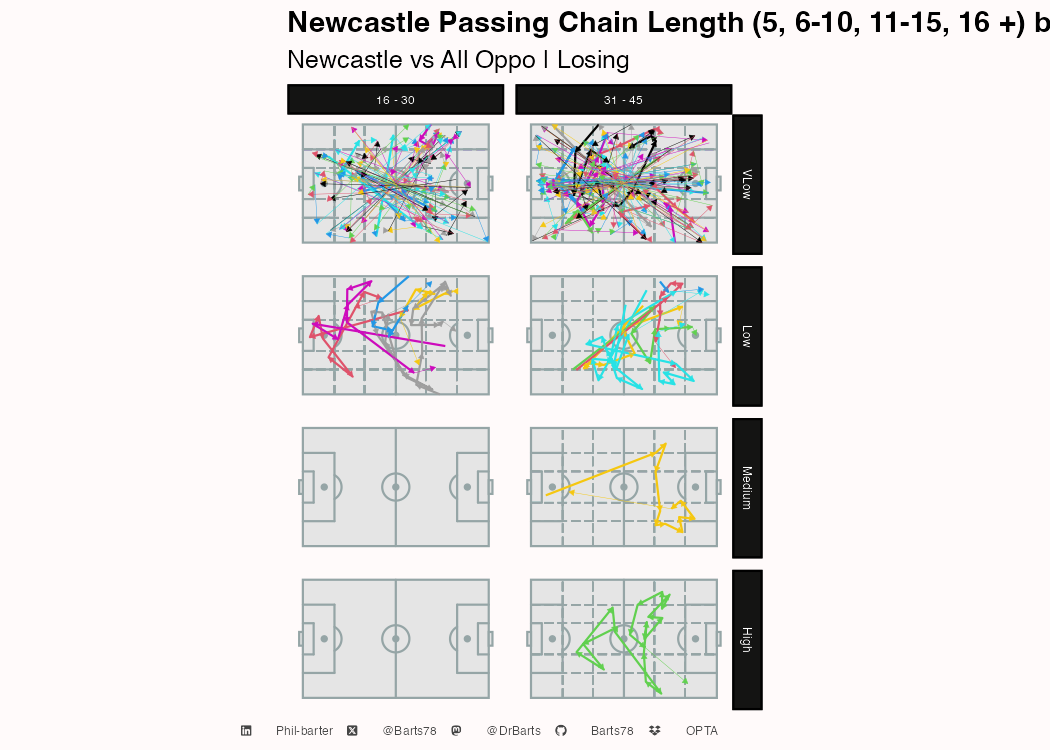 Newcastle Passing Chain Length (5, 6-10, 11-15, 16 +) b
Newcastle vs All Oppo | Losing
16 - 30
31 - 45
VLow
Low
Medium
High
Phil-barter @Barts78 @DrBarts Barts78 OPTA